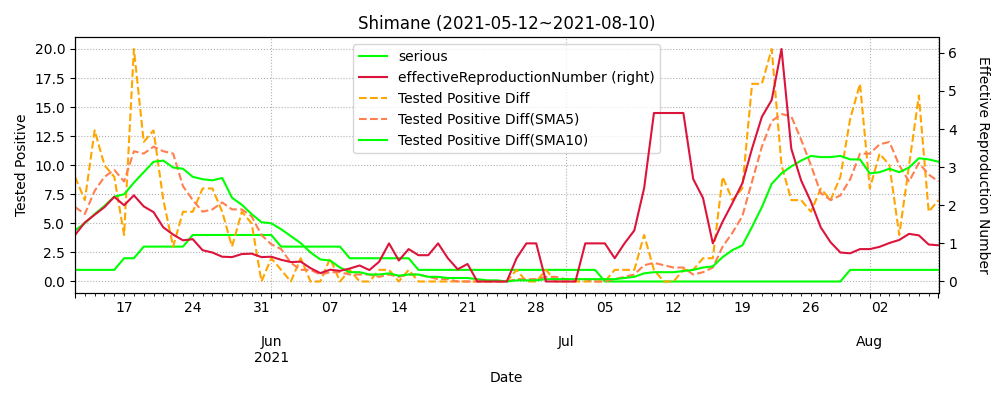 Shimane (2021-05-12~2021-08-10)
serious
effectiveReproductionNumber (right)
Tested Positive Diff
Tested Positive Diff(SMA5)
Tested Positive Diff(SMA10)
Tested Positive
20.0
17.5
15.0
12.5
10.0
7.5
5.0
2.5
0.0
6
5
4
3
2
1
0
Effective Reproduction Number
17 24 31 07 14 21 28 05 12 19 26 02
Jun Jul Aug
2021
Date